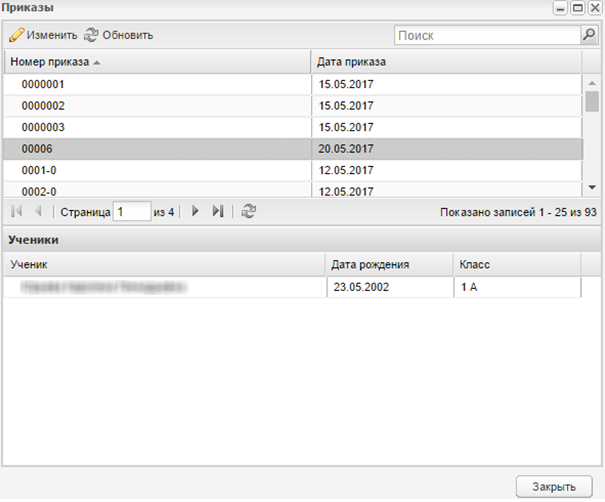 Приказы
Изменить Обновить Поиск
Номер приказа Дата приказа
0000001 15.05.2017
0000002 15.05.2017
0000003 15.05.2017
00006 20.05.2017
0001-0 12.05.2017
0002-0 12.05.2017
Страница 1 из 4 Показано записей 1 - 25 из 93
Ученики
Ученик Дата рождения Класс
23.05.2002 1 А
Закрыть